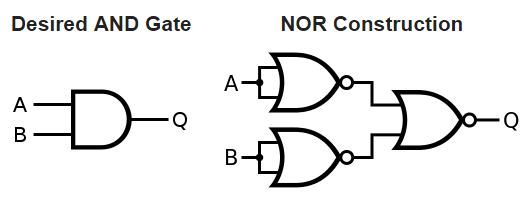 Desired AND Gate
NOR Construction
A
B
Q
A
B
Q